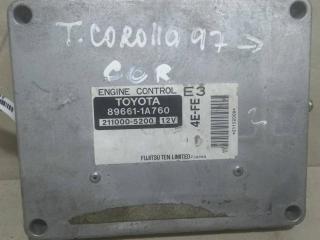 T. COROlla 97 →
COR
ENGINE CONTROL E3
TOYOTA
89661-1A760
211000-5200 12V
4E-FE
FUJITSU TEN LIMITED